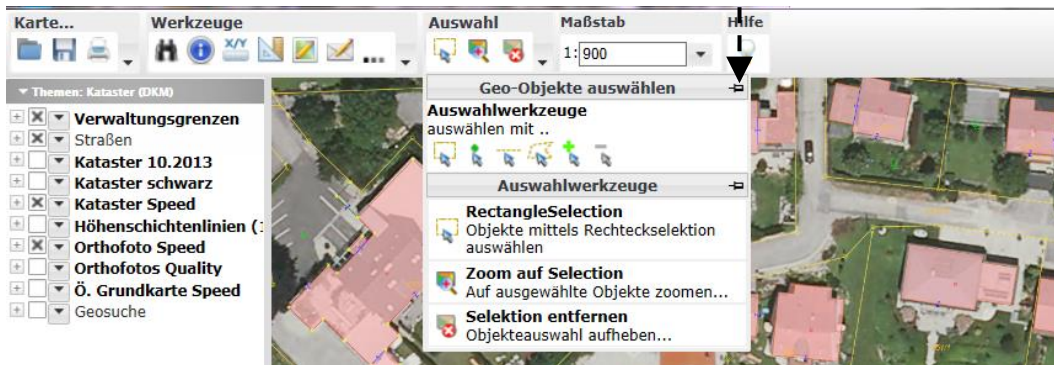 Karte... Werkzeuge Auswahl Maßstab Hilfe
X/Y ... 1: 900
Themen: Kataster (DKM)
Verwaltungsgrenzen
Straßen
Kataster 10.2013
Kataster schwarz
Kataster Speed
Höhenschichtenlinien (
Orthofoto Speed
Orthofotos Quality
Ö. Grundkarte Speed
Geosuche
Geo-Objekte auswählen
Auswahlwerkzeuge
auswählen mit ..
Auswahlwerkzeuge
RectangleSelection
Objekte mittels Rechteckselektion
auswählen
Zoom auf Selection
Auf ausgewählte Objekte zoomen...
Selektion entfernen
Objekteauswahl aufheben...